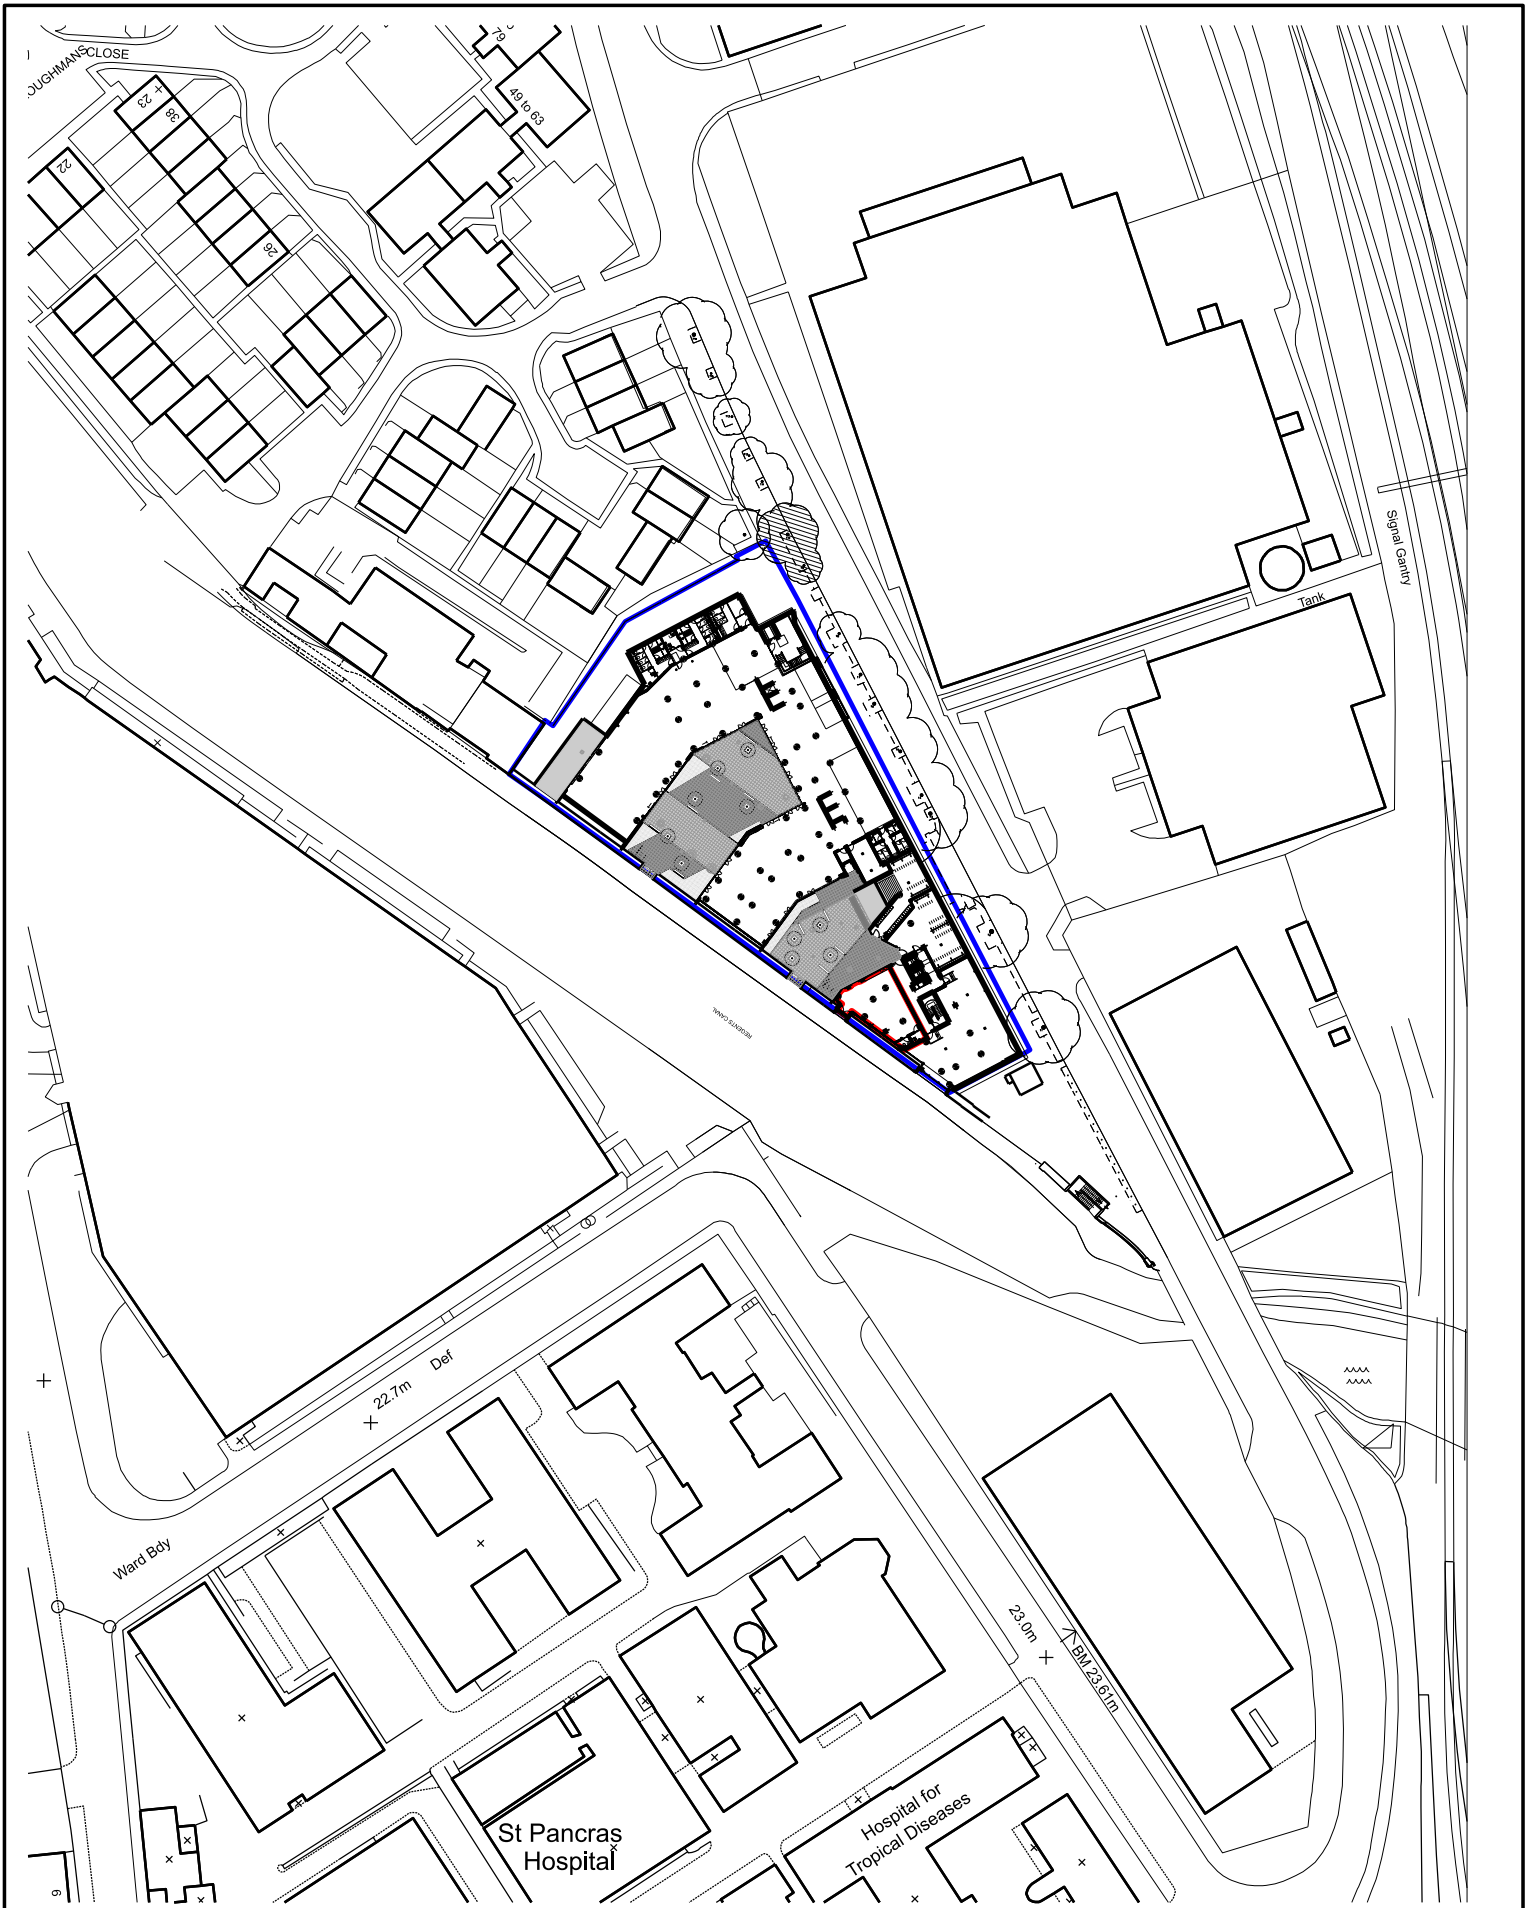 OUGHMANS CLOSE
79
49 to 63
23
38
22
26
Signal Gantry
Tank
REGENTS CANAL
Def
22.7m
Ward Bdy
23.0m
BM 23.61m
St Pancras
Hospital
Hospital for
Tropical Diseases
9